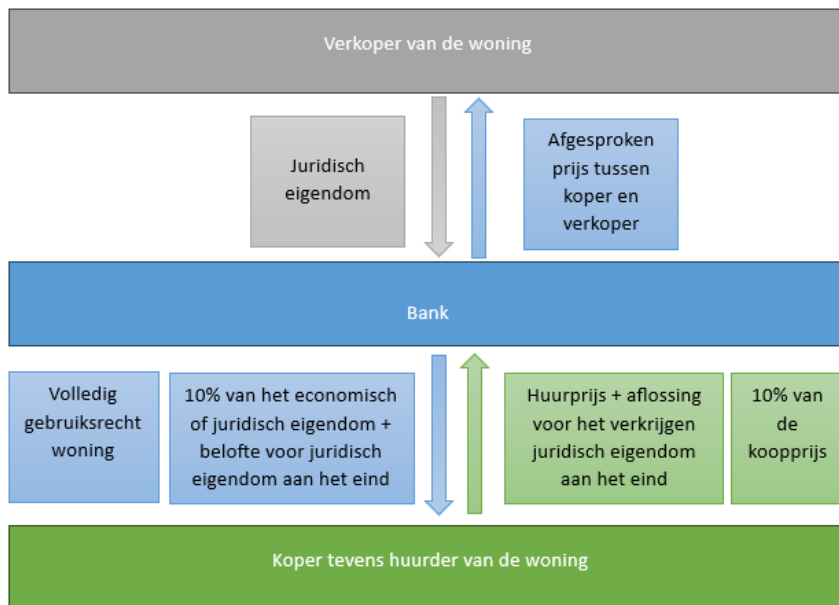 Verkoper van de woning
Juridisch
eigendom
Afgesproken
prijs tussen
koper en
verkoper
Bank
Volledig
gebruiksrecht
woning
10% van het economisch
of juridisch eigendom +
belofte voor juridisch
eigendom aan het eind
Huurprijs + aflossing
voor het verkrijgen
juridisch eigendom
aan het eind
10% van
de
koopprijs
Koper tevens huurder van de woning